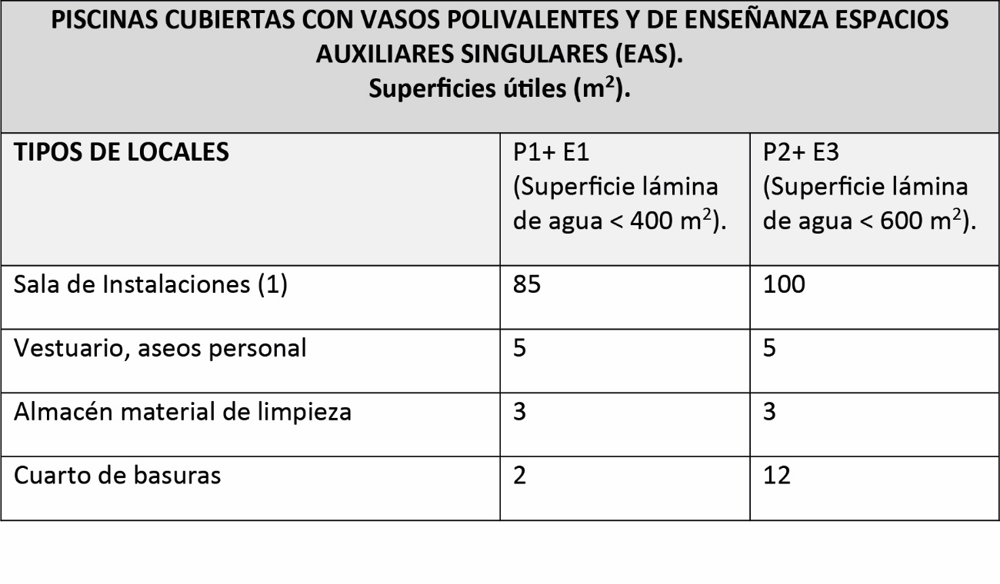 PISCINAS CUBIERTAS CON VASOS POLIVALENTES Y DE ENSEÑANZA ESPACIOS
AUXILIARES SINGULARES (EAS).
Superficies útiles (m²).
TIPOS DE LOCALES
P1+ E1
(Superficie lámina
de agua < 400 m²).
P2+ E3
(Superficie lámina
de agua < 600 m²).
Sala de Instalaciones (1)
85
100
Vestuario, aseos personal
5
5
Almacén material de limpieza
3
3
Cuarto de basuras
2
12